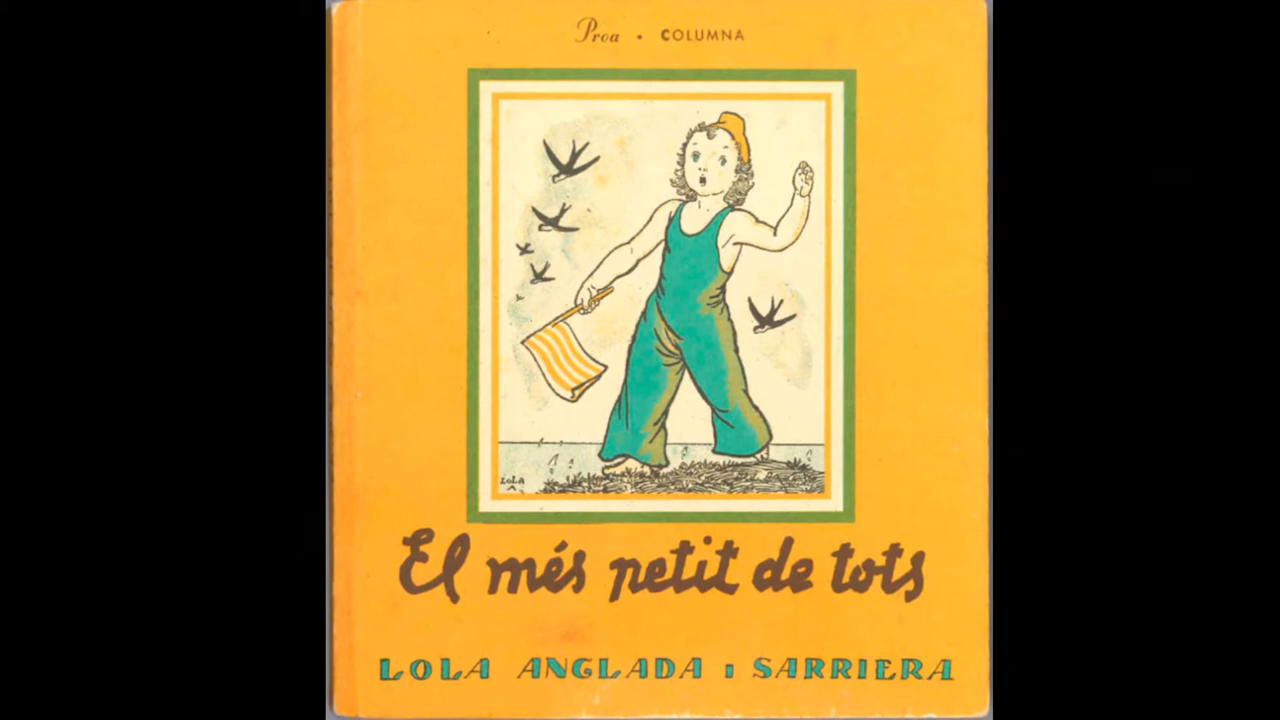 Proa • COLUMNA
LOLA
El més petit de tots
LOLA ANGLADA i SARRIERA